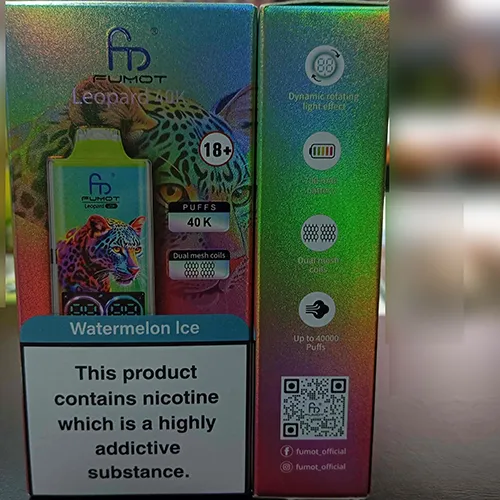 FUMOT
Leopard 40K
18+
FUMOT
Leopard
PUFFS
40 K
Dual mesh coils
Watermelon Ice
This product
contains nicotine
which is a highly
addictive
substance.
Dynamic rotating
light effect
Dual mesh
coils
Up to 40000
Puffs
fumot_official
fumot_official